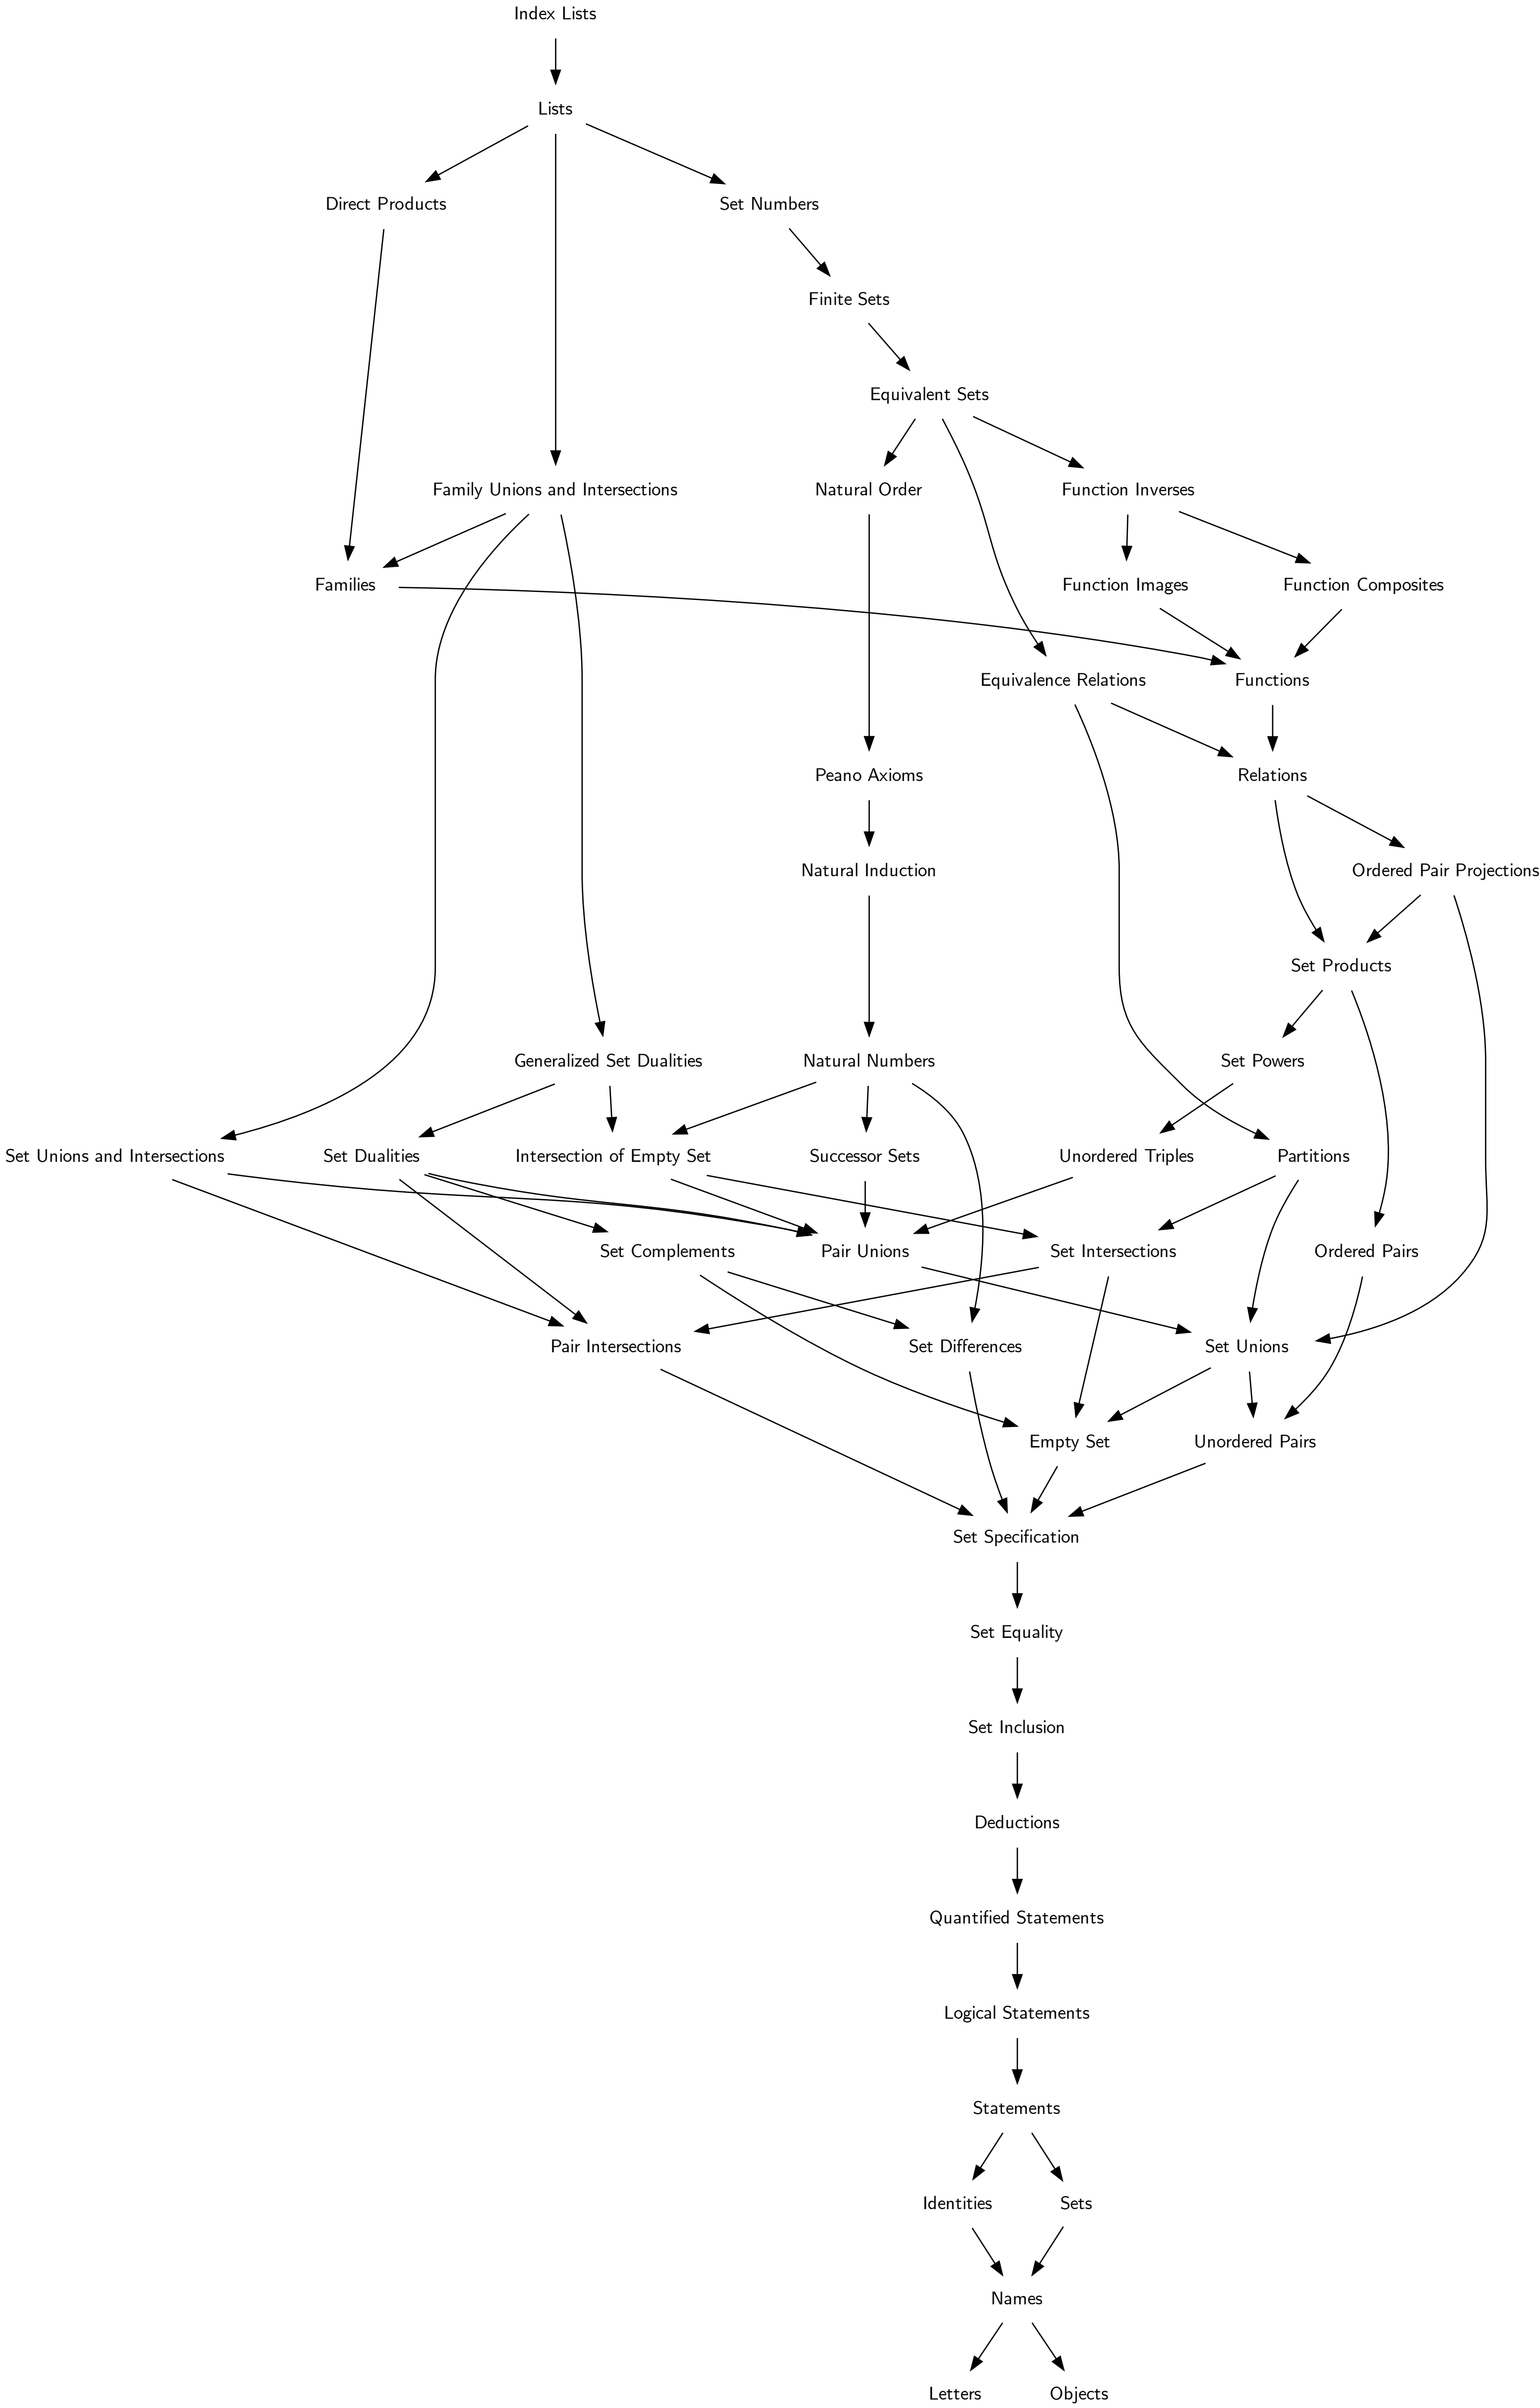 Index Lists
Lists
Direct Products
Set Numbers
Finite Sets
Equivalent Sets
Family Unions and Intersections
Natural Order
Function Inverses
Families
Function Images
Function Composites
Equivalence Relations
Functions
Peano Axioms
Relations
Natural Induction
Ordered Pair Projections
Set Products
Generalized Set Dualities
Natural Numbers
Set Powers
Set Unions and Intersections
Set Dualities
Intersection of Empty Set
Successor Sets
Unordered Triples
Partitions
Set Complements
Pair Unions
Set Intersections
Ordered Pairs
Pair Intersections
Set Differences
Set Unions
Empty Set
Unordered Pairs
Set Specification
Set Equality
Set Inclusion
Deductions
Quantified Statements
Logical Statements
Statements
Identities
Sets
Names
Letters
Objects